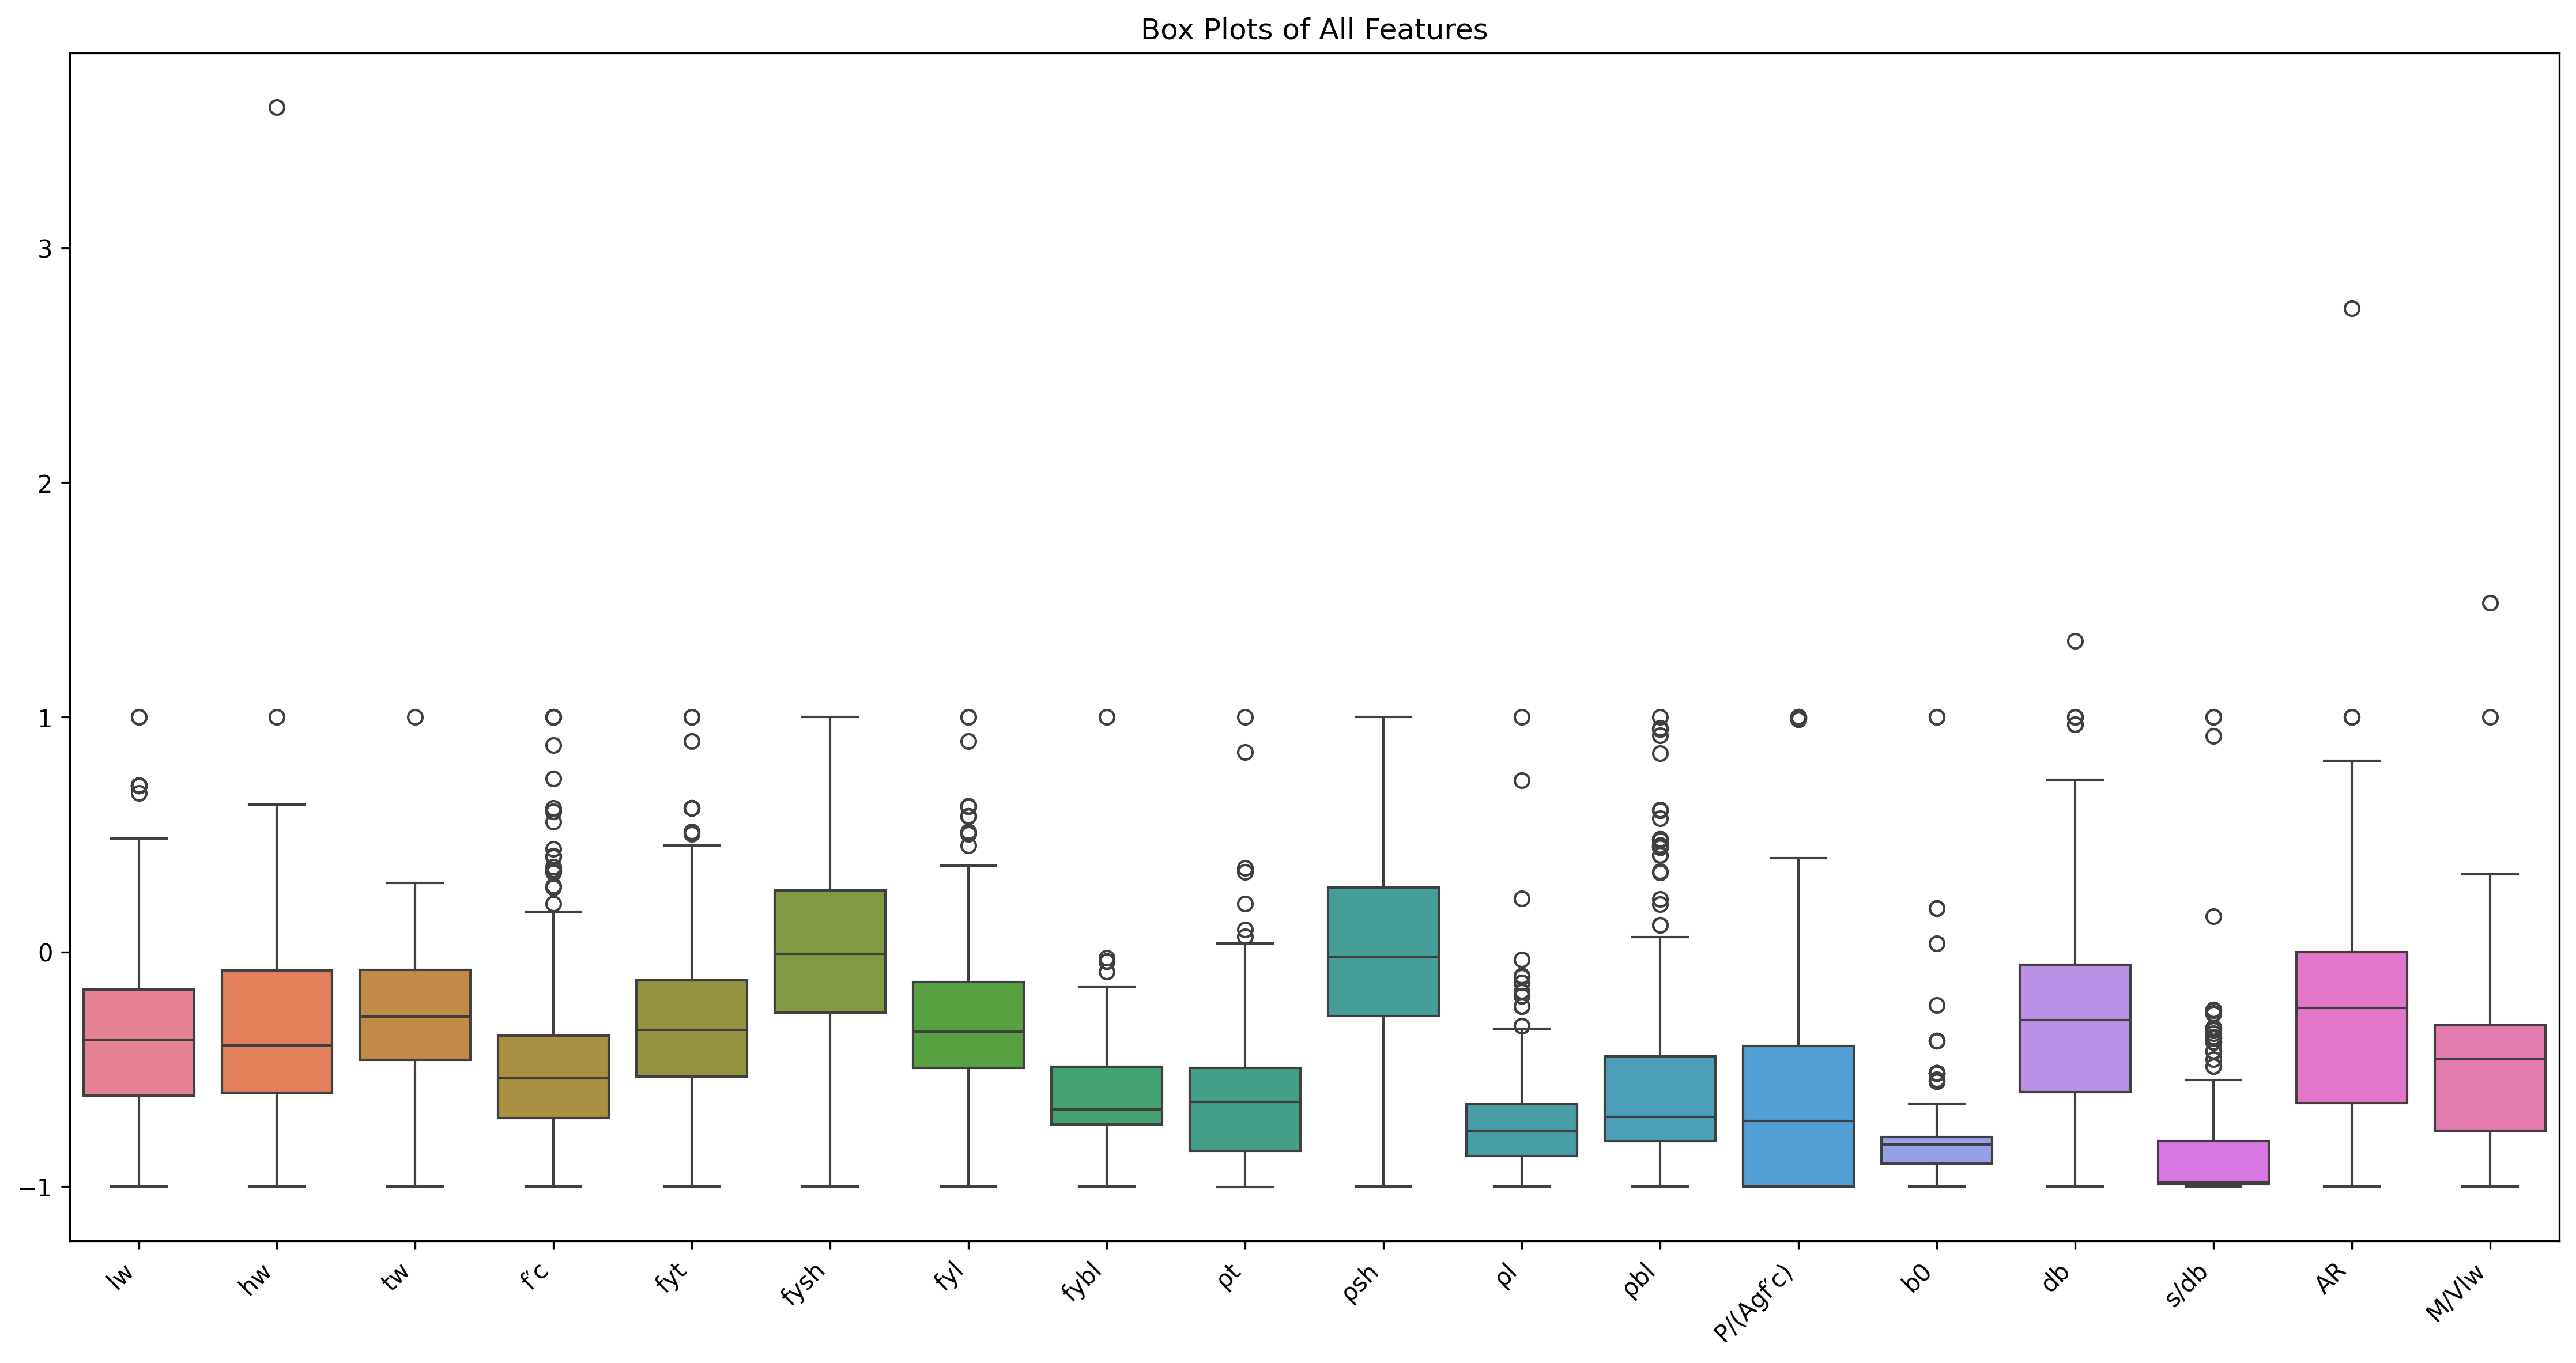 Box Plots of All Features
3
2
1
0
−1
lw
hw
tw
f′c
fyt
fysh
fyl
fybl
ρt
ρsh
ρl
ρbl
P/(Agf′c)
b0
db
s/db
AR
M/Vlw